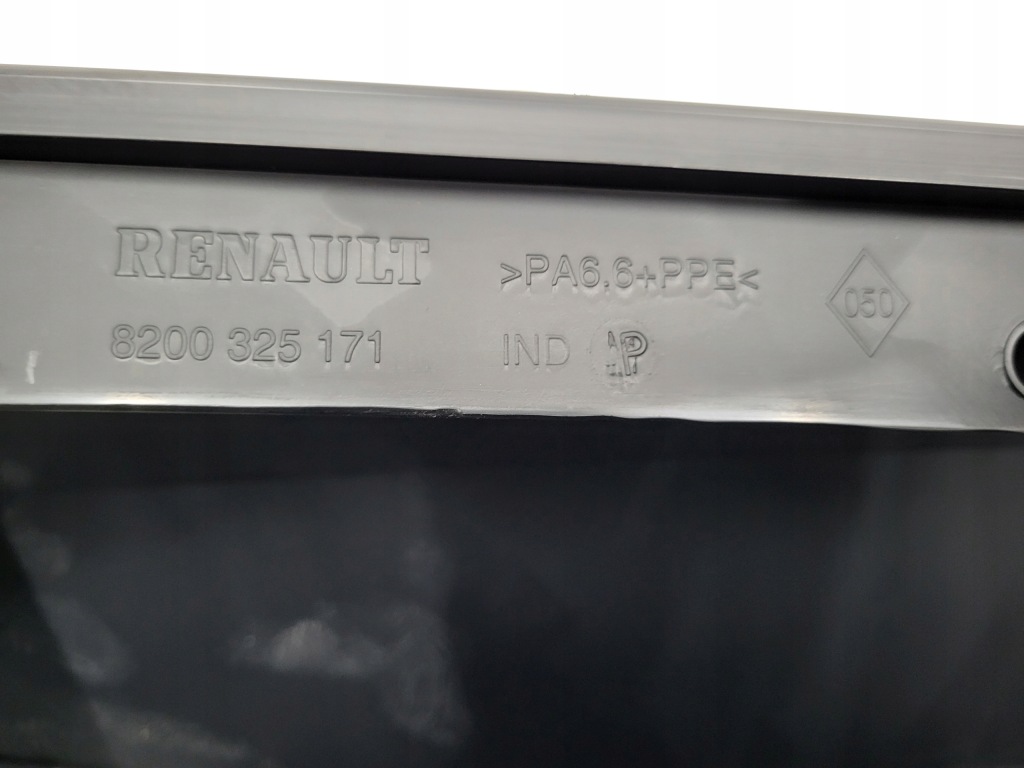 RENAULT
8200 325 171
>PA6.6+PPE<
IND
050